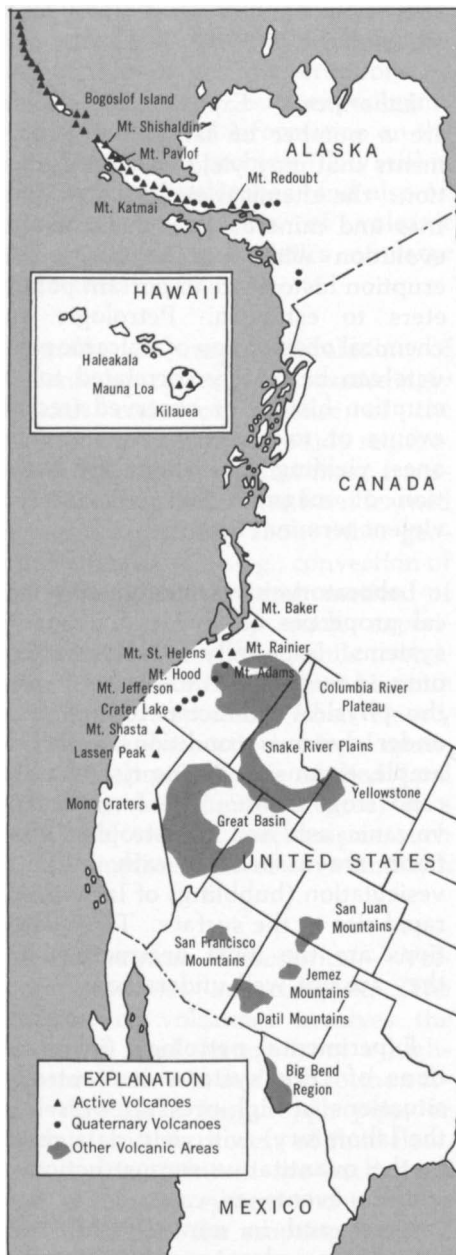 Bogoslof Island
Mt. Shishaldin
Mt. Pavlof
ALASKA
Mt. Redoubt
Mt. Katmai
HAWAII
Haleakala
Mauna Loa
Kilauea
CANADA
Mt. Baker
Mt. St. Helens
Mt. Rainier
Mt. Hood
Mt. Adams
Mt. Jefferson
Columbia River
Plateau
Crater Lake
Mt. Shasta
Snake River Plains
Lassen Peak
Yellowstone
Mono Craters
Great Basin
UNITED STATES
San Juan
Mountains
San Francisco
Mountains
Jemez
Mountains
Datil Mountains
Big Bend
Region
EXPLANATION
Active Volcanoes
Quaternary Volcanoes
Other Volcanic Areas
MEXICO